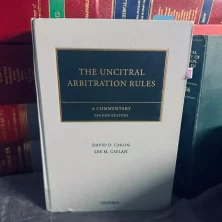 THE UNCITRAL
ARBITRATION RULES
A COMMENTARY
SECOND EDITION
DAVID D. CARON
LEE M. CAPLAN
OXFORD